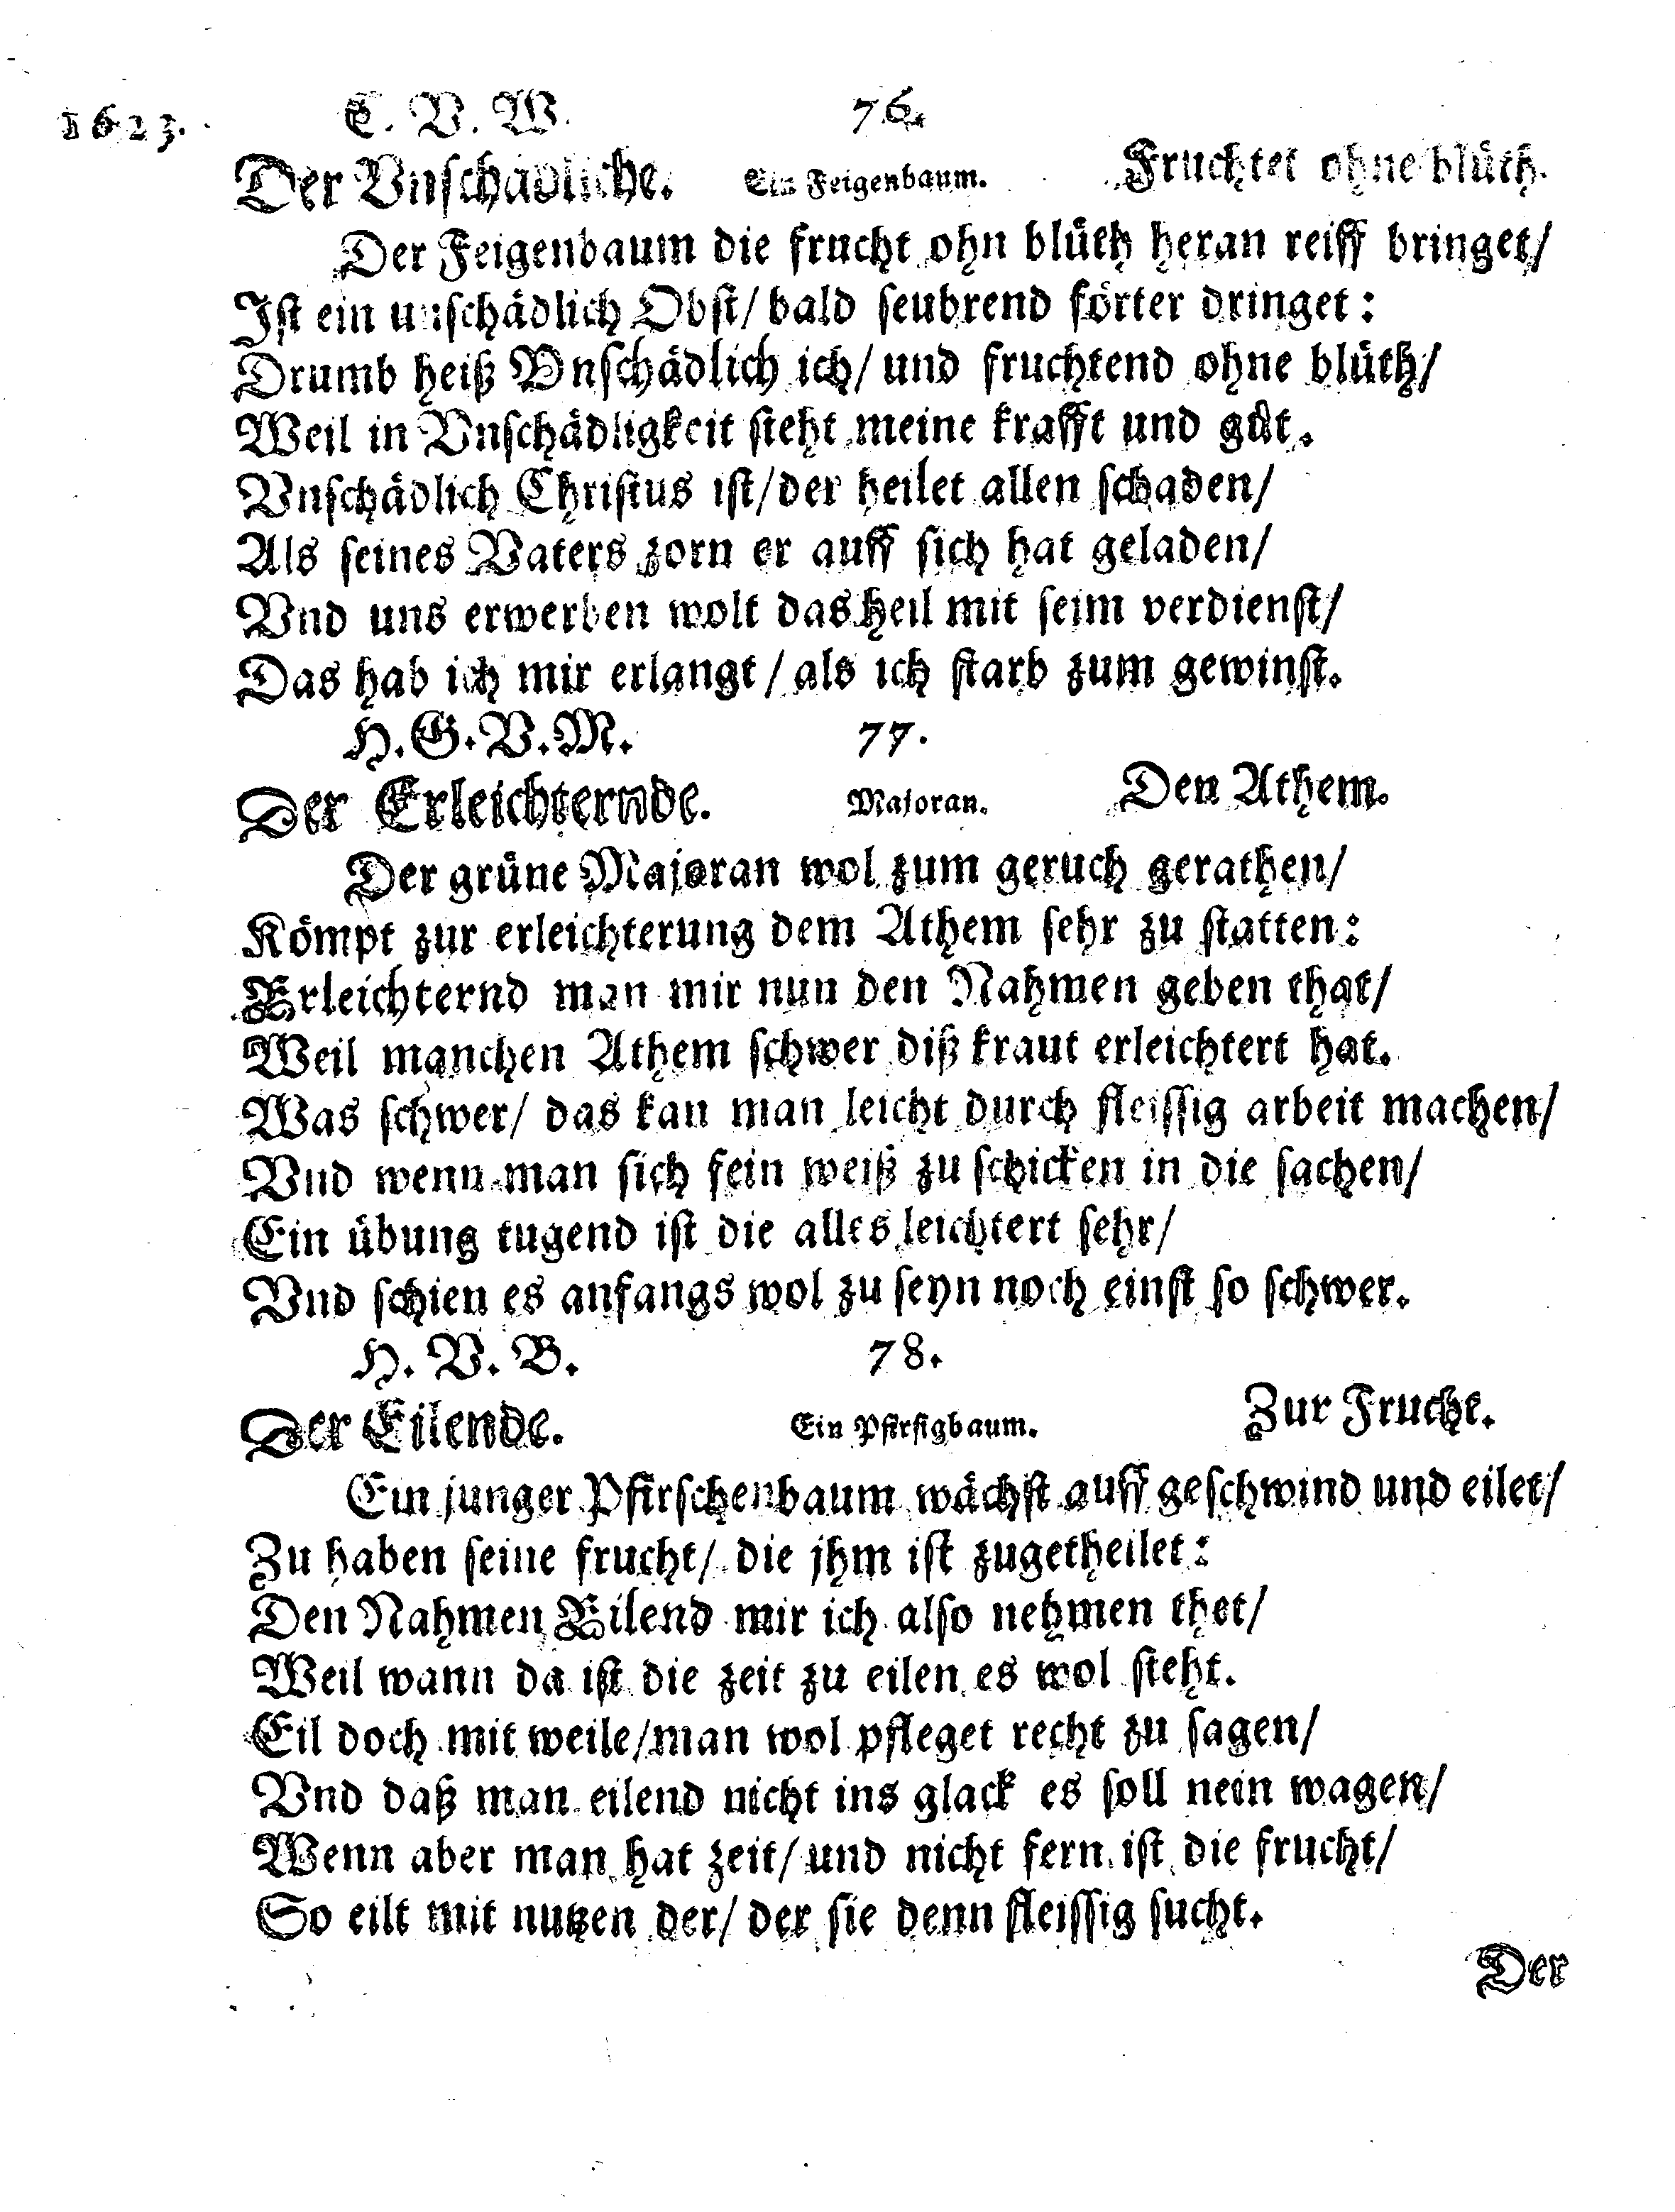 1623.
C. V. W. 76.
Der Vnschädliche. Ein Feigenbaum. Fruchtet ohne blüth.
Der Feigenbaum die frucht ohn blüth heran reiff bringet/
Ist ein unschädlich Obst/ bald seubrend förter dringet:
Drumb heiß Vnschädlich ich/ und fruchtend ohne blüth/
Weil in Vnschädligkeit steht meine krafft und güt.
Vnschädlich Christus ist/ der heilet allen schaden/
Als seines Vaters zorn er auff sich hat geladen/
Vnd uns erwerben wolt das heil mit seim verdienst/
Das hab ich mir erlangt/ als ich starb zum gewinst.
H. G. V. M. 77.
Der Erleichternde. Majoran. Den Athem.
Der grüne Majoran wol zum geruch gerathen/
Kömpt zur erleichterung dem Athem sehr zu statten:
Erleichternd man mir nun den Nahmen geben that/
Weil manchen Athem schwer diß kraut erleichtert hat.
Was schwer/ das kan man leicht durch fleissig arbeit machen/
Vnd wenn man sich fein weiß zu schicken in die sachen/
Ein übung tugend ist die alles leichtert sehr/
Vnd schien es anfangs wol zu seyn noch einst so schwer.
H. V. B. 78.
Der Eilende. Ein Pfirsigbaum. Zur Frucht.
Ein junger Pfirschenbaum wächst auff geschwind und eilet/
Zu haben seine frucht/ die jhm ist zugetheilet:
Den Nahmen Eilend mir ich also nehmen thet/
Weil wann da ist die zeit zu eilen es wol steht.
Eil doch mit weile/ man wol pfleget recht zu sagen/
Vnd daß man eilend nicht ins glack es soll nein wagen/
Wenn aber man hat zeit/ und nicht fern ist die frucht/
So eilt mit nutzen der/ der sie denn fleissig sucht.
Der